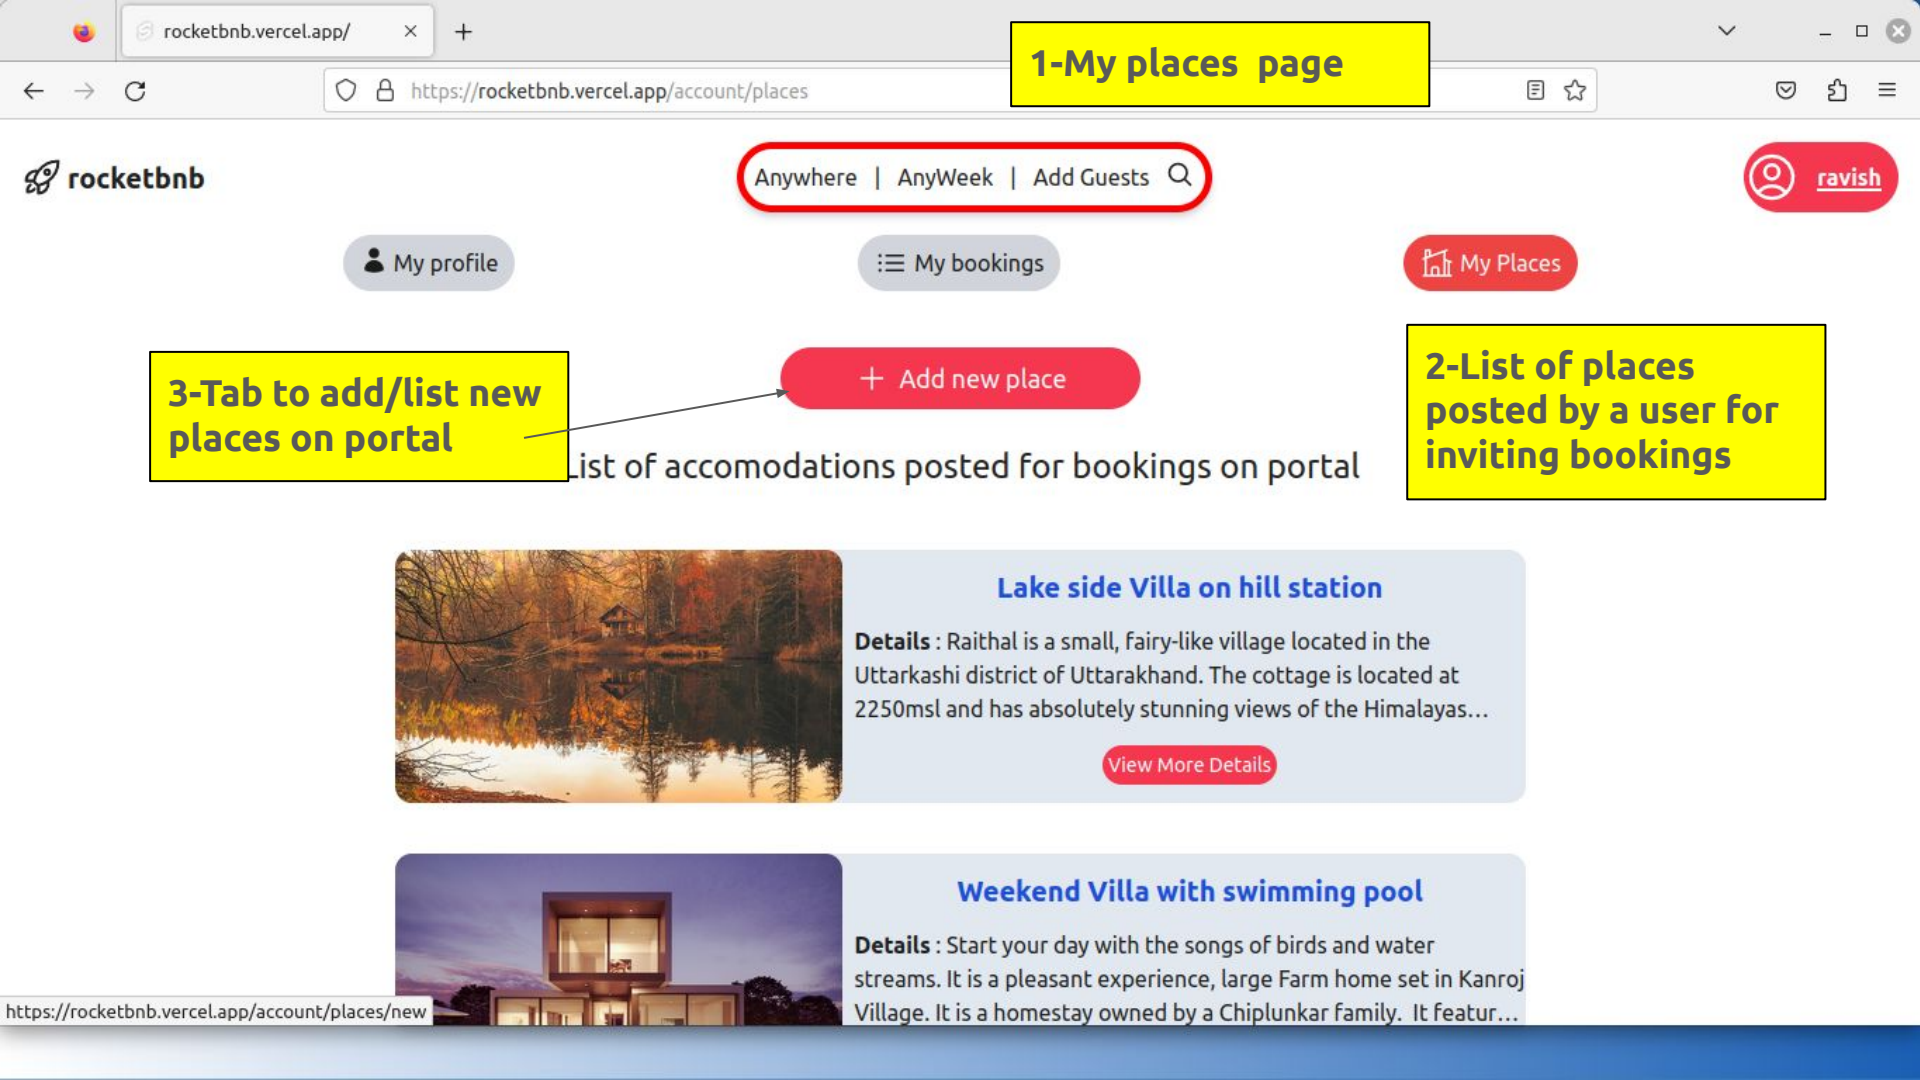 rocketbnb.vercel.app/
1-My places page
https://rocketbnb.vercel.app/account/places
rocketbnb
Anywhere | AnyWeek | Add Guests
ravish
My profile
My bookings
My Places
+ Add new place
3-Tab to add/list new
places on portal
2-List of places
posted by a user for
inviting bookings
List of accomodations posted for bookings on portal
Lake side Villa on hill station
Details : Raithal is a small, fairy-like village located in the
Uttarkashi district of Uttarakhand. The cottage is located at
2250msl and has absolutely stunning views of the Himalayas...
View More Details
Weekend Villa with swimming pool
Details : Start your day with the songs of birds and water
streams. It is a pleasant experience, large Farm home set in Kanroj
Village. It is a homestay owned by a Chiplunkar family. It featur...
https://rocketbnb.vercel.app/account/places/new